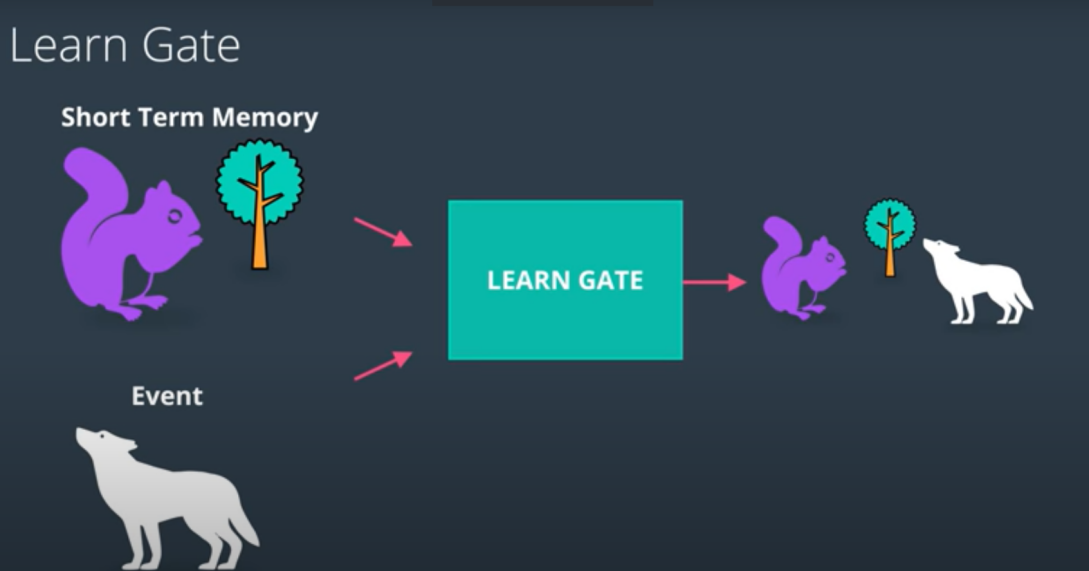 Learn Gate
Short Term Memory
LEARN GATE
Event